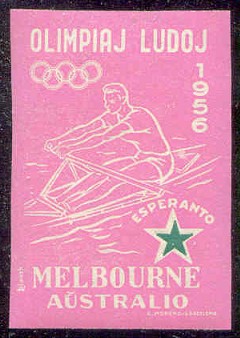 OLIMPIAJ LUDOJ
1956
ESPERANTO
MELBOURNE
AŬSTRALIO